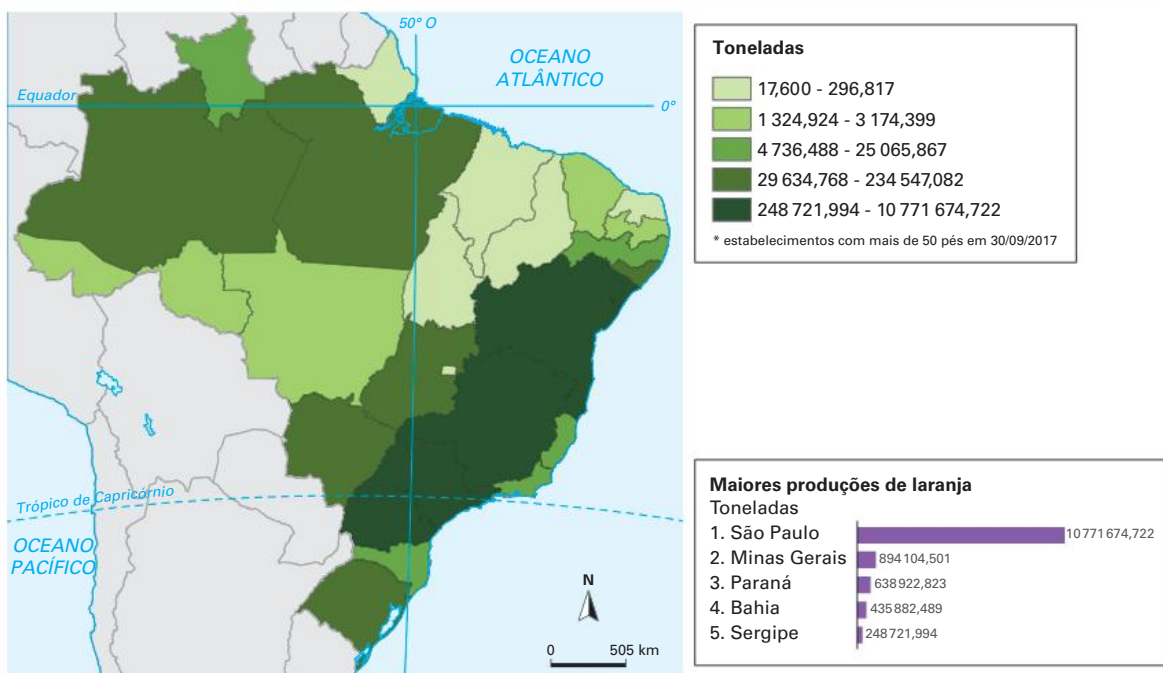 50° O
OCEANO
ATLÂNTICO
Equador
0°
Trópico de Capricórnio
OCEANO
PACÍFICO
N
0 505 km
Toneladas
17,600 - 296,817
1 324,924 - 3 174,399
4 736,488 - 25 065,867
29 634,768 - 234 547,082
248 721,994 - 10 771 674,722
* estabelecimentos com mais de 50 pés em 30/09/2017
Maiores produções de laranja
Toneladas
1. São Paulo 10 771 674,722
2. Minas Gerais 894 104,501
3. Paraná 638 922,823
4. Bahia 435 882,489
5. Sergipe 248 721,994